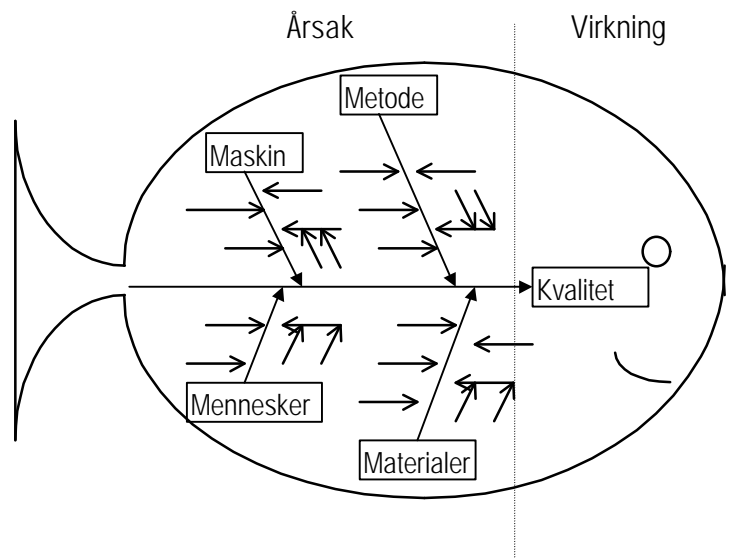 Årsak
Virkning
Metode
Maskin
Kvalitet
Mennesker
Materialer